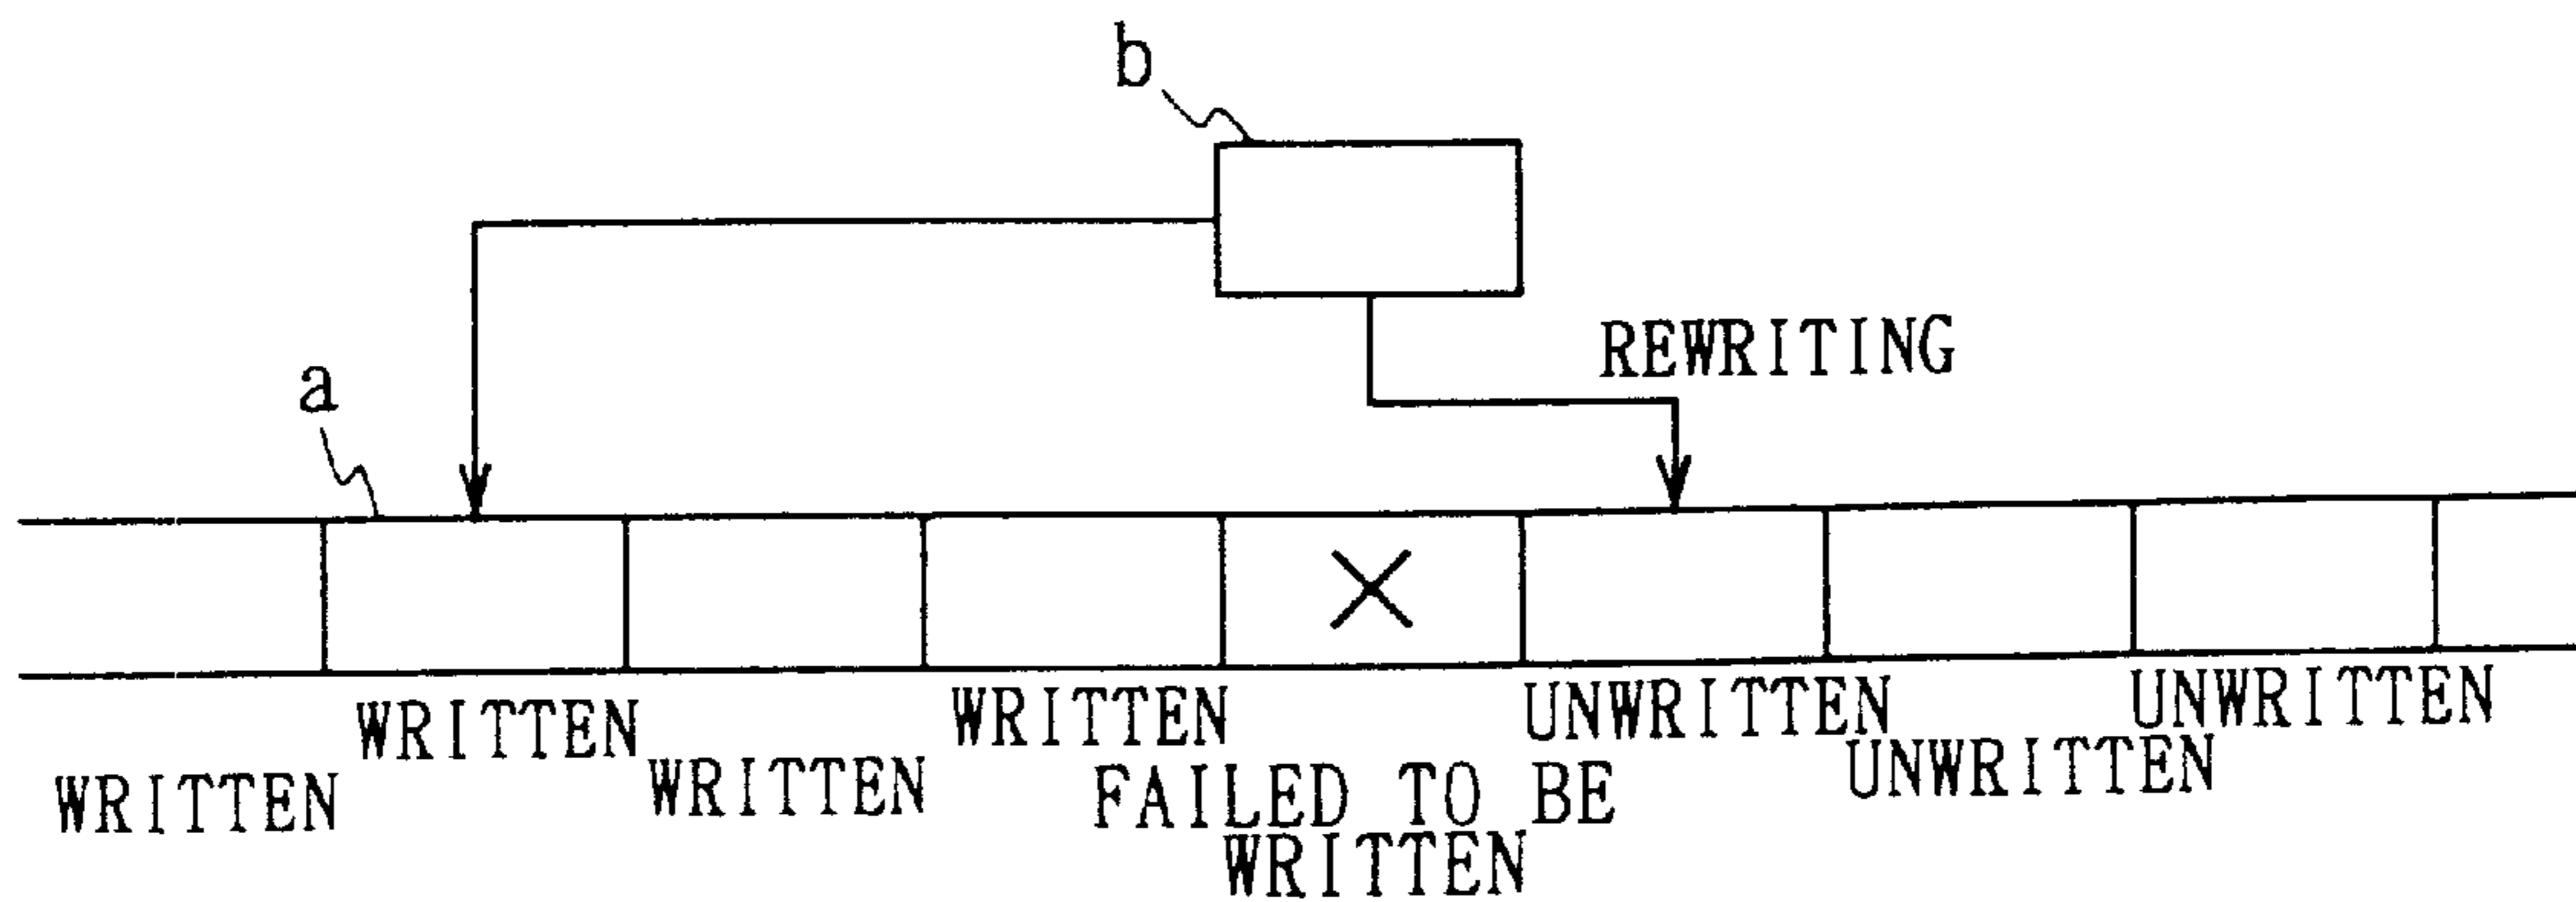 b
REWRITING
a
WRITTEN
WRITTEN
WRITTEN
WRITTEN
FAILED TO BE
WRITTEN
UNWRITTEN
UNWRITTEN
UNWRITTEN